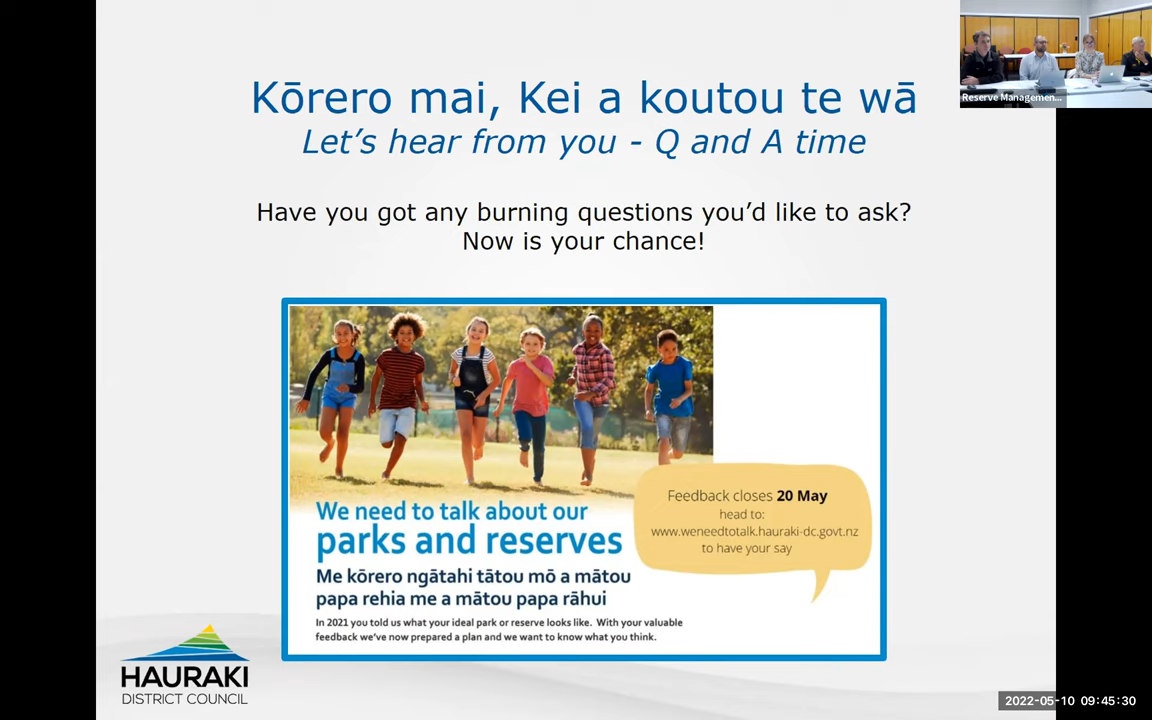 Kōrero mai, Kei a koutou te wā
Let's hear from you - Q and A time
Have you got any burning questions you'd like to ask?
Now is your chance!
We need to talk about our
parks and reserves
Me kōrero ngātahi tātou mō a mātou
papa rehia me a mātou papa rāhui
In 2021 you told us what your ideal park or reserve looks like. With your valuable
feedback we've now prepared a plan and we want to know what you think.
Feedback closes 20 May
head to:
www.weneedtotalk.hauraki-dc.govt.nz
to have your say
HAURAKI
DISTRICT COUNCIL
Reserve Managemen...
2022-05-10 09:45:30